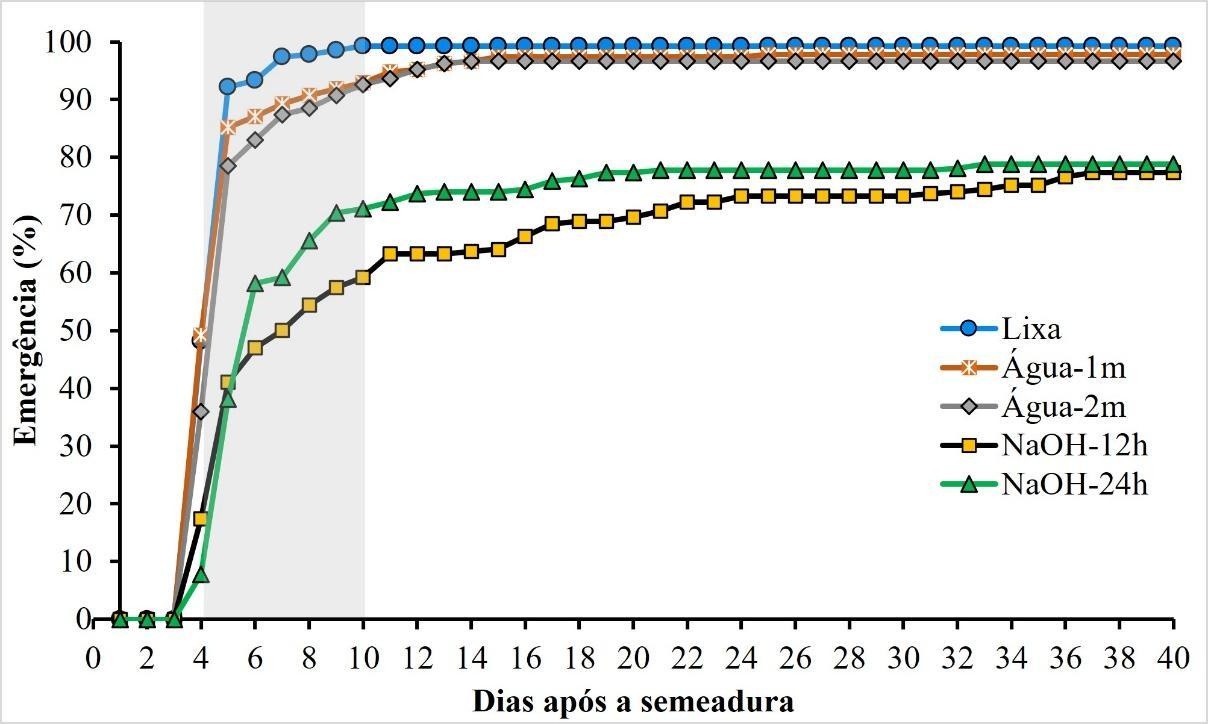 100
90
80
70
60
50
40
30
20
10
0
Emergência (%)
Lixa
Água-1m
Água-2m
NaOH-12h
NaOH-24h
0 2 4 6 8 10 12 14 16 18 20 22 24 26 28 30 32 34 36 38 40
Dias após a semeadura